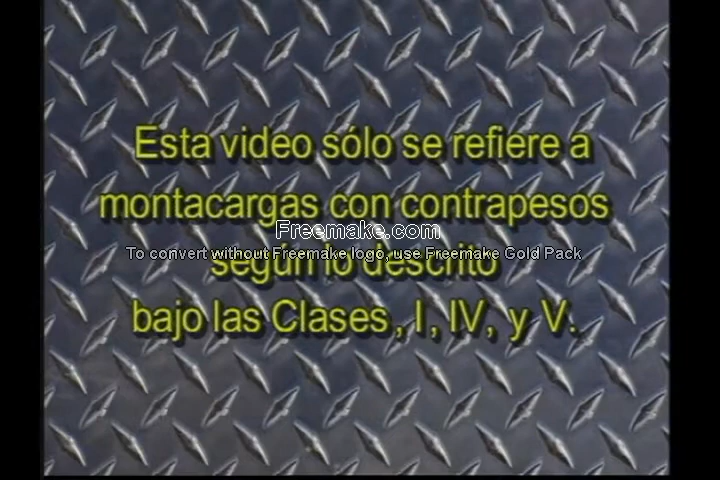 Esta video sólo se refiere a
montacargas con contrapesos
Freemake.com
To convert without Freemake logo, use Freemake Gold Pack
según lo descrito
bajo las Clases, I, IV, y V.